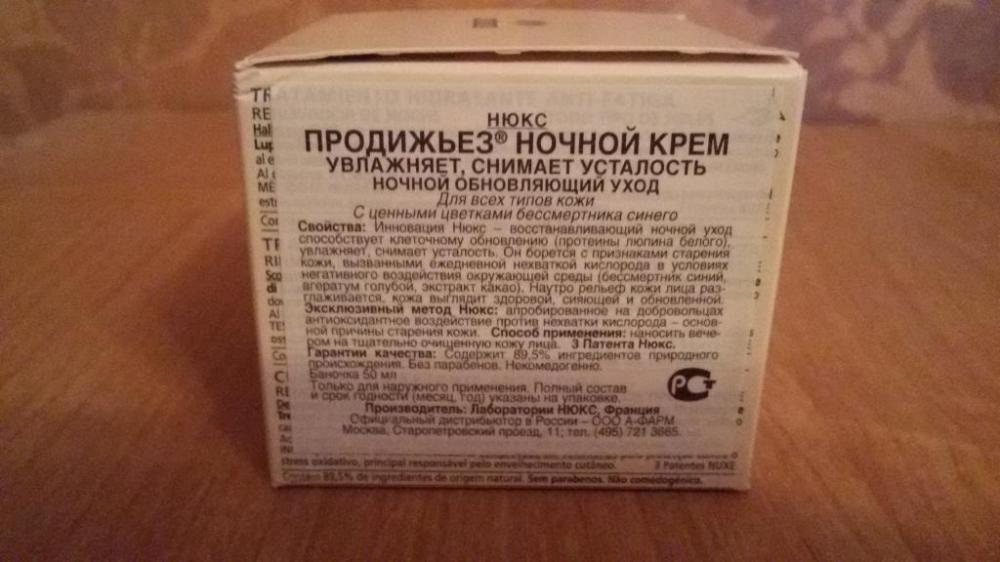 НЮКС
ПРОДИЖЬЕЗ® НОЧНОЙ КРЕМ
УВЛАЖНЯЕТ, СНИМАЕТ УСТАЛОСТЬ
НОЧНОЙ ОБНОВЛЯЮЩИЙ УХОД
Для всех типов кожи
С ценными цветками бессмертника синего
Свойства: Инновация Нюкс – восстанавливающий ночной уход
способствует клеточному обновлению (протеины люпина белого),
увлажняет, снимает усталость. Он борется с признаками старения
кожи, вызванными ежедневной нехваткой кислорода в условиях
негативного воздействия окружающей среды (бессмертник синий,
агератум голубой, экстракт какао). Наутро рельеф кожи лица раз-
глаживается, кожа выглядит здоровой, сияющей и обновленной.
Эксклюзивный метод Нюкс: апробированное на добровольцах
антиоксидантное воздействие против нехватки кислорода – основ-
ной причины старения кожи. Способ применения: наносить вече-
ром на тщательно очищенную кожу лица. 3 Патента Нюкс.
Гарантии качества: Содержит 89,5% ингредиентов природного
происхождения. Без парабенов. Некомедогенно.
Баночка 50 мл
Только для наружного применения. Полный состав
и срок годности (месяц, год) указаны на упаковке.
РСТ
Производитель: Лаборатории НЮКС, Франция
Официальный дистрибьютор в России – ООО А-ФАРМ
Москва, Старопетровский проезд, 11; тел. (495) 721 3665.
stress oxidativo, principal responsável pelo envelhecimento cutâneo. 3 Patentes NUXE
Contém 89,5% de ingredientes de origem natural. Sem parabenos. Não comedogénico.